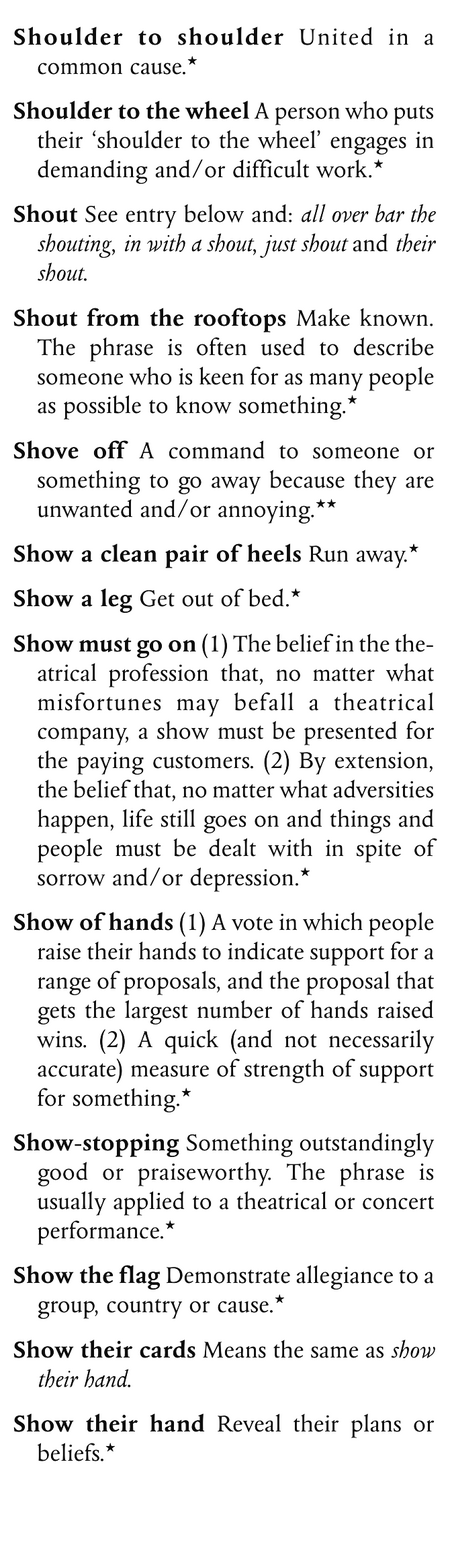 Shoulder to shoulder United in a
common cause.★
Shoulder to the wheel A person who puts
their ‘shoulder to the wheel’ engages in
demanding and/or difficult work.★
Shout See entry below and: all over bar the
shouting, in with a shout, just shout and their
shout.
Shout from the rooftops Make known.
The phrase is often used to describe
someone who is keen for as many people
as possible to know something.★
Shove off A command to someone or
something to go away because they are
unwanted and/or annoying.★★
Show a clean pair of heels Run away.★
Show a leg Get out of bed.★
Show must go on (1) The belief in the the-
atrical profession that, no matter what
misfortunes may befall a theatrical
company, a show must be presented for
the paying customers. (2) By extension,
the belief that, no matter what adversities
happen, life still goes on and things and
people must be dealt with in spite of
sorrow and/or depression.★
Show of hands (1) A vote in which people
raise their hands to indicate support for a
range of proposals, and the proposal that
gets the largest number of hands raised
wins. (2) A quick (and not necessarily
accurate) measure of strength of support
for something.★
Show-stopping Something outstandingly
good or praiseworthy. The phrase is
usually applied to a theatrical or concert
performance.★
Show the flag Demonstrate allegiance to a
group, country or cause.★
Show their cards Means the same as show
their hand.
Show their hand Reveal their plans or
beliefs.★